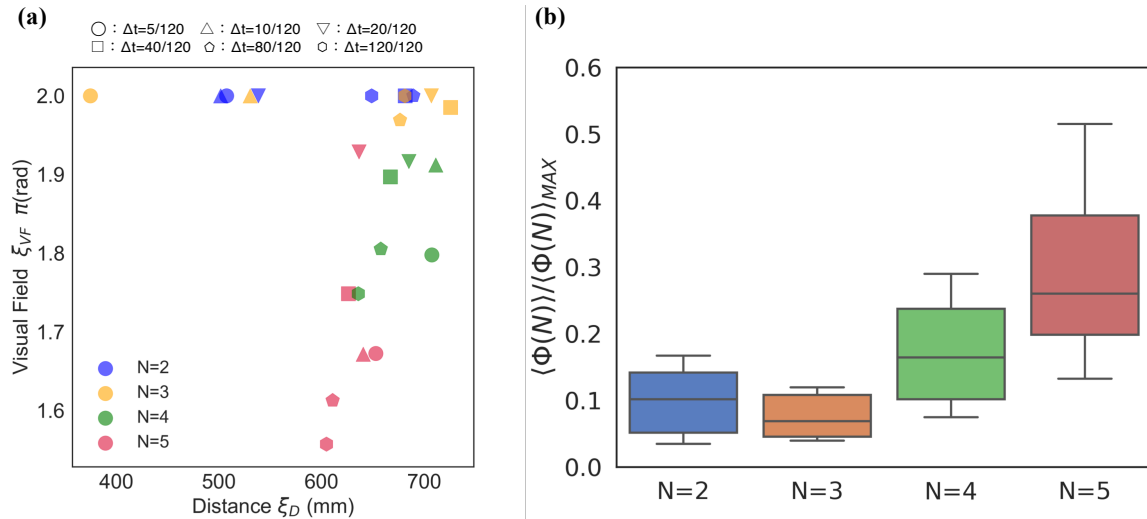 (a)
○ : Δt=5/120 △ : Δt=10/120 ▽ : Δt=20/120
□ : Δt=40/120 ⬠ : Δt=80/120 ⬡ : Δt=120/120
Visual Field ξ_VF π(rad)
2.0
1.9
1.8
1.7
1.6
N=2
N=3
N=4
N=5
400 500 600 700
Distance ξ_D (mm)
(b)
⟨Φ(N)⟩/⟨Φ(N)⟩_MAX
0.6
0.5
0.4
0.3
0.2
0.1
0.0
N=2 N=3 N=4 N=5